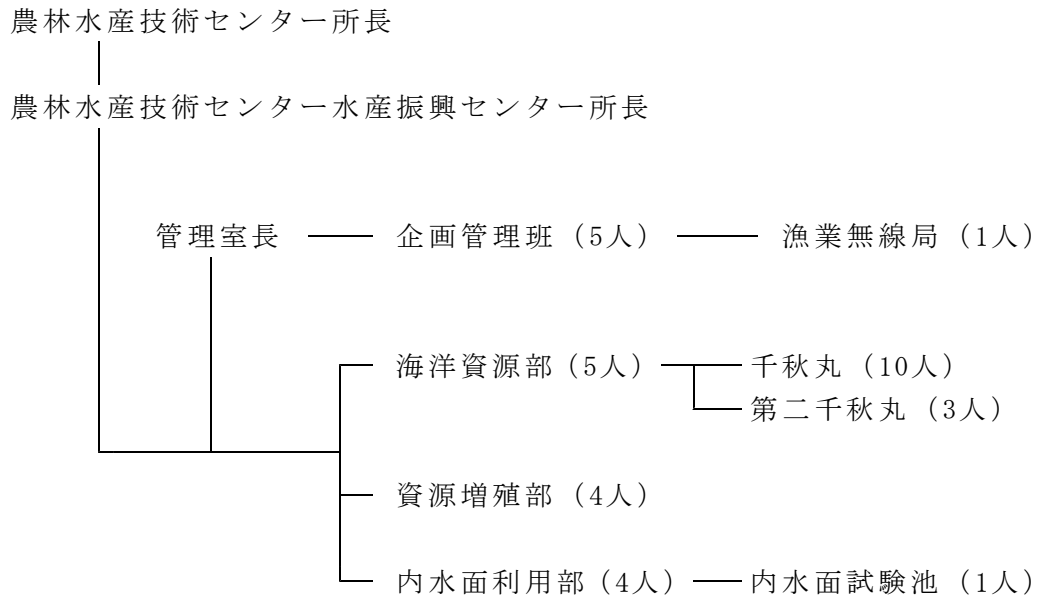 農林水産技術センター所長
農林水産技術センター水産振興センター所長
管理室長 企画管理班（5人） 漁業無線局（1人）
海洋資源部（5人） 千秋丸（10人）
第二千秋丸（3人）
資源増殖部（4人）
内水面利用部（4人） 内水面試験池（1人）